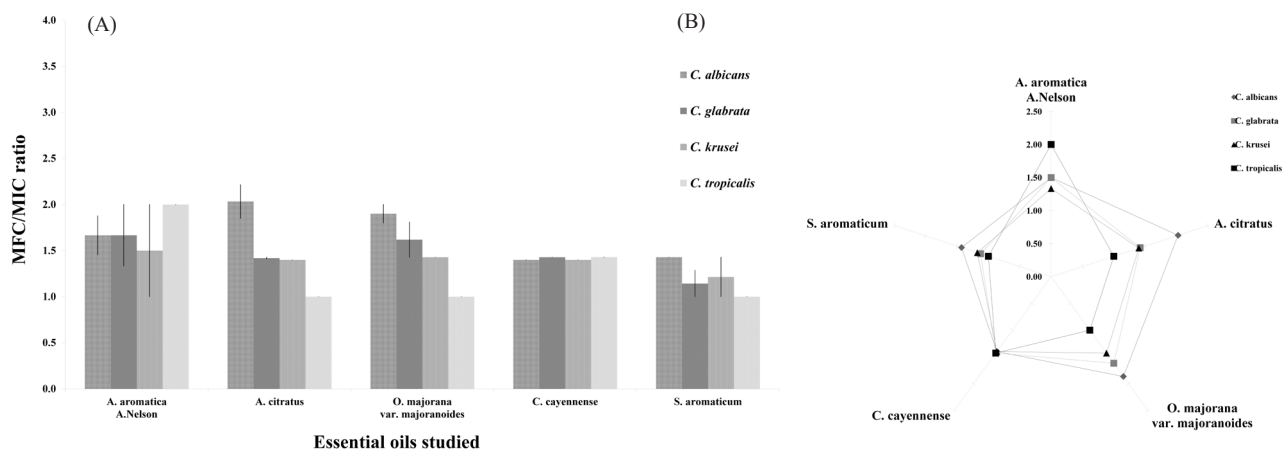 (A)
MFC/MIC ratio
4.0
3.5
3.0
2.5
2.0
1.5
1.0
0.5
0.0
C. albicans
C. glabrata
C. krusei
C. tropicalis
A. aromatica
A.Nelson
A. citratus
O. majorana
var. majoranoides
C. cayennense
S. aromaticum
Essential oils studied
(B)
A. aromatica
A.Nelson
2.50
2.00
1.50
1.00
0.50
0.00
A. citratus
O. majorana
var. majoranoides
C. cayennense
S. aromaticum
C. albicans
C. glabrata
C. krusei
C. tropicalis